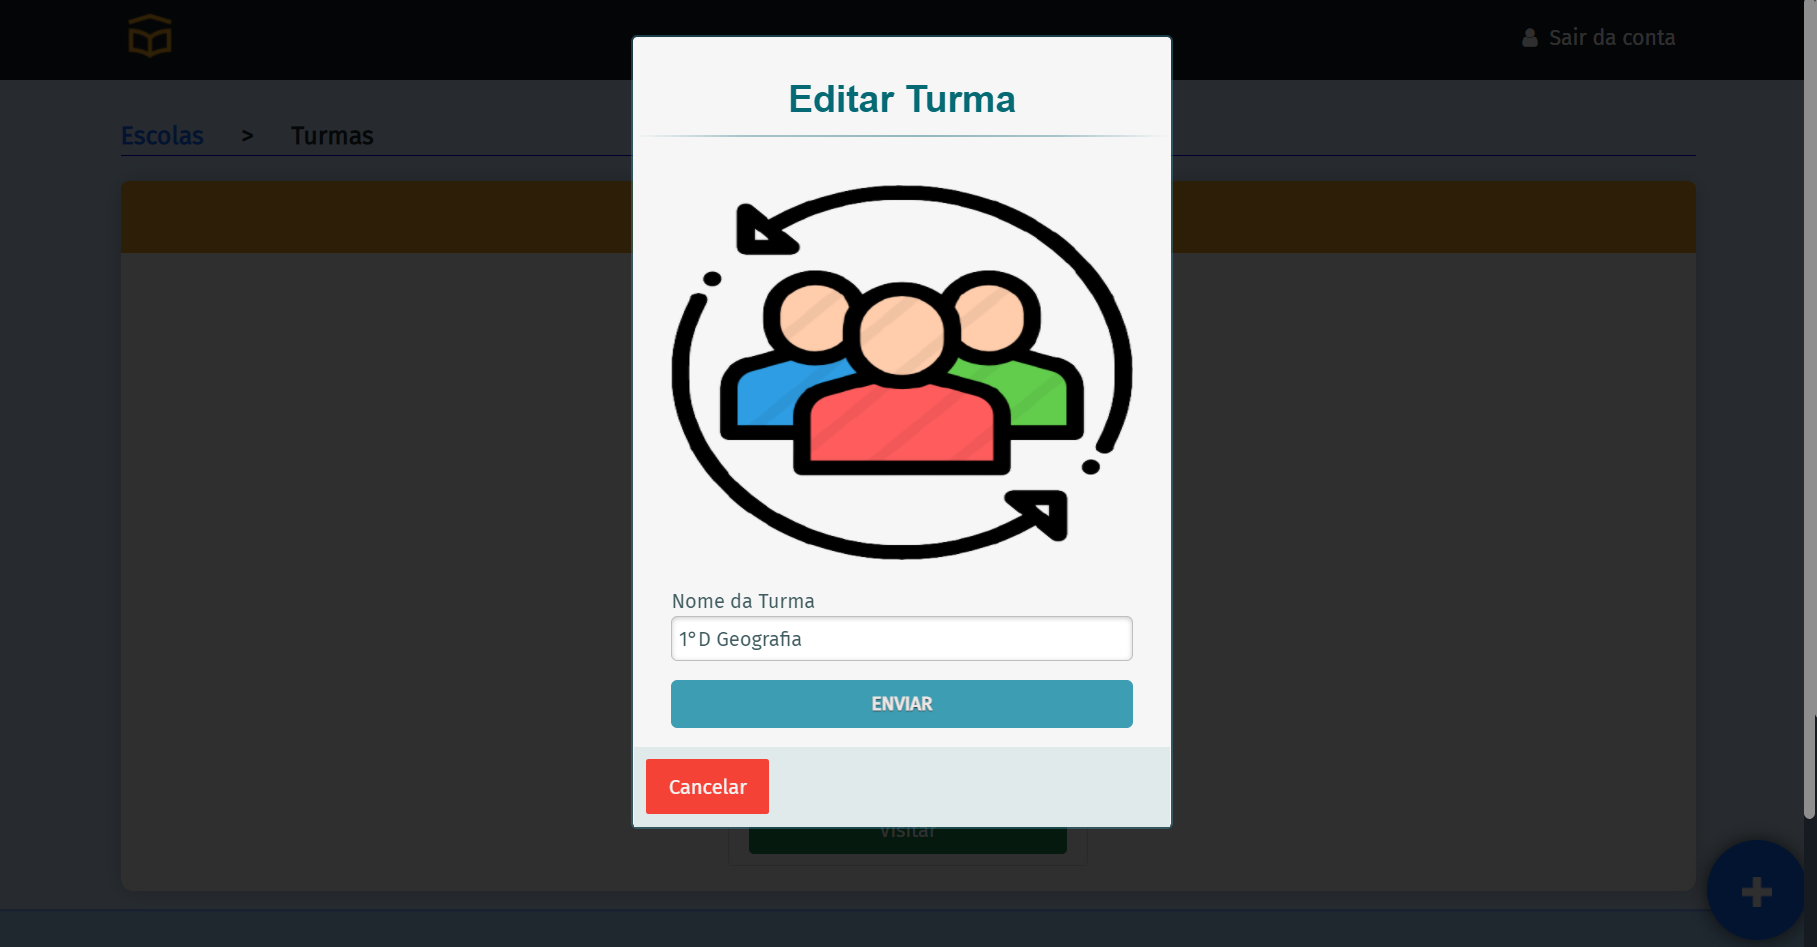 Sair da conta
Editar Turma
Escolas > Turmas
Nome da Turma
1°D Geografia
ENVIAR
Cancelar
Visitar